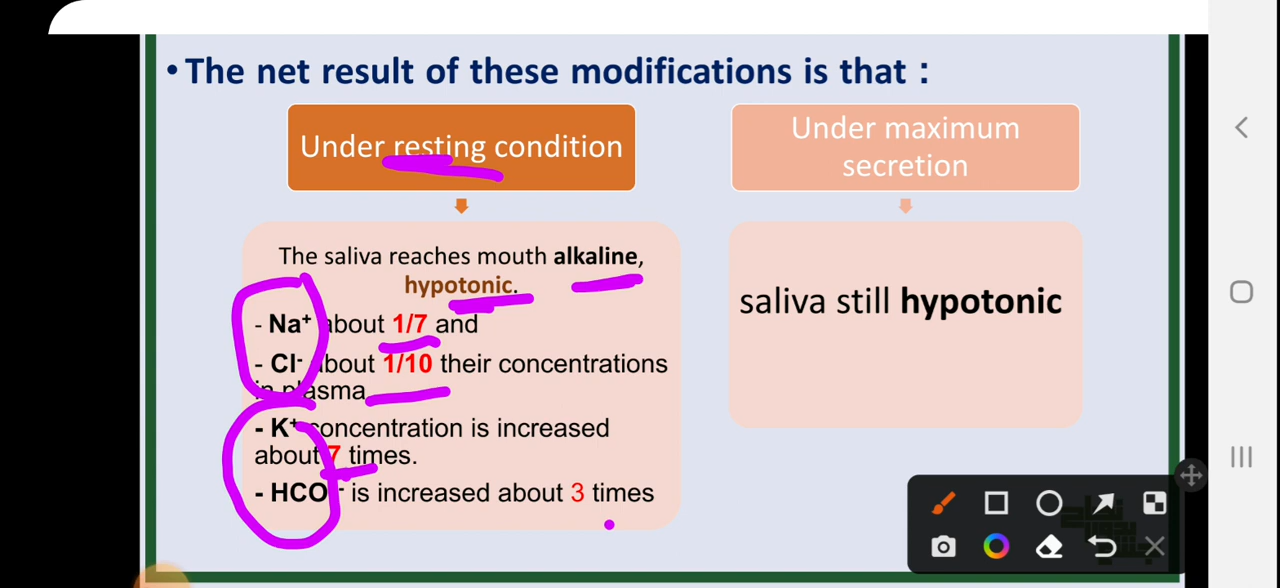 • The net result of these modifications is that :
Under resting condition
The saliva reaches mouth alkaline,
hypotonic.
- Na⁺ about 1/7 and
- Cl⁻ about 1/10 their concentrations
in plasma
- K⁺ concentration is increased
about 7 times.
- HCO⁻ is increased about 3 times
Under maximum
secretion
saliva still hypotonic